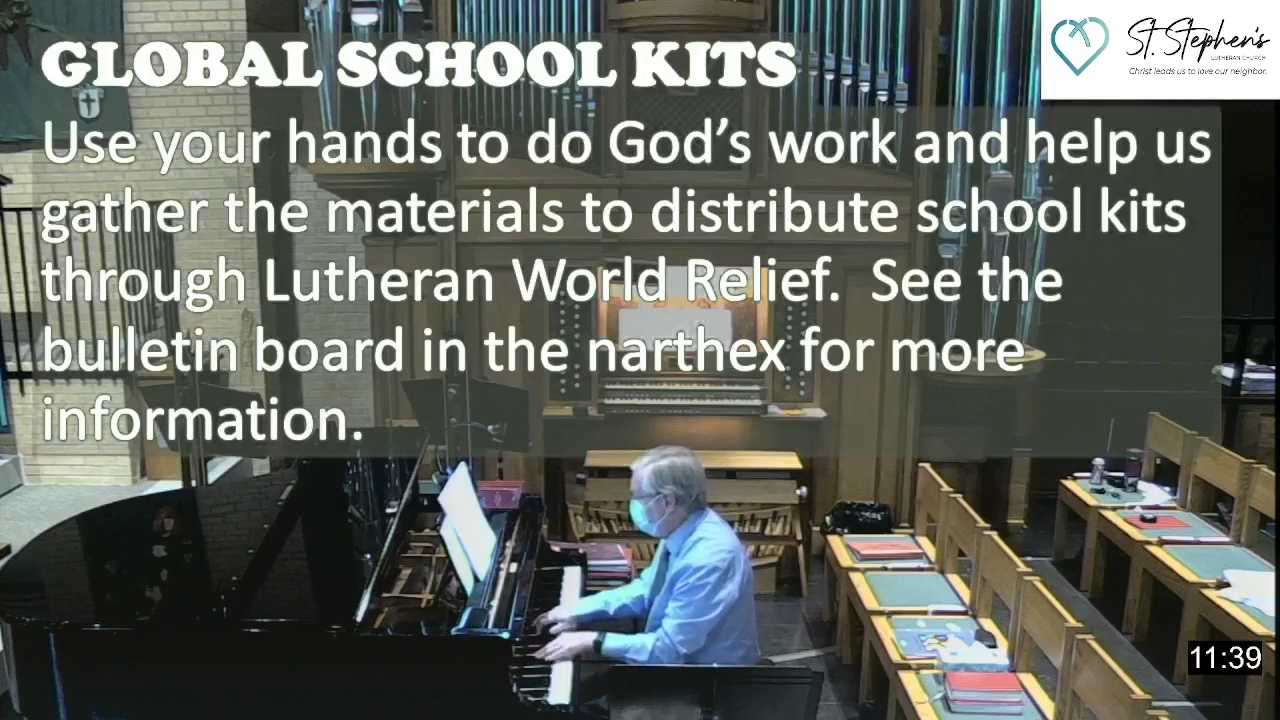 GLOBAL SCHOOL KITS
St. Stephen's
LUTHERAN CHURCH
Christ leads us to love our neighbor.
Use your hands to do God’s work and help us
gather the materials to distribute school kits
through Lutheran World Relief.  See the
bulletin board in the narthex for more
information.
11:39